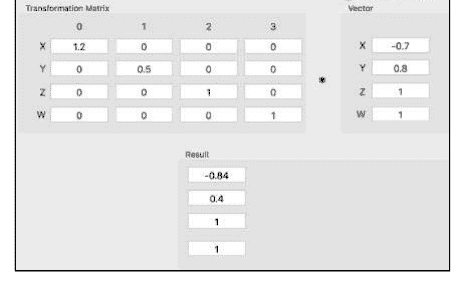 Transformation Matrix Vector
0 1 2 3
X 1.2 0 0 0 X -0.7
Y 0 0.5 0 0 * Y 0.8
Z 0 0 1 0 Z 1
W 0 0 0 1 W 1
Result
-0.84
0.4
1
1